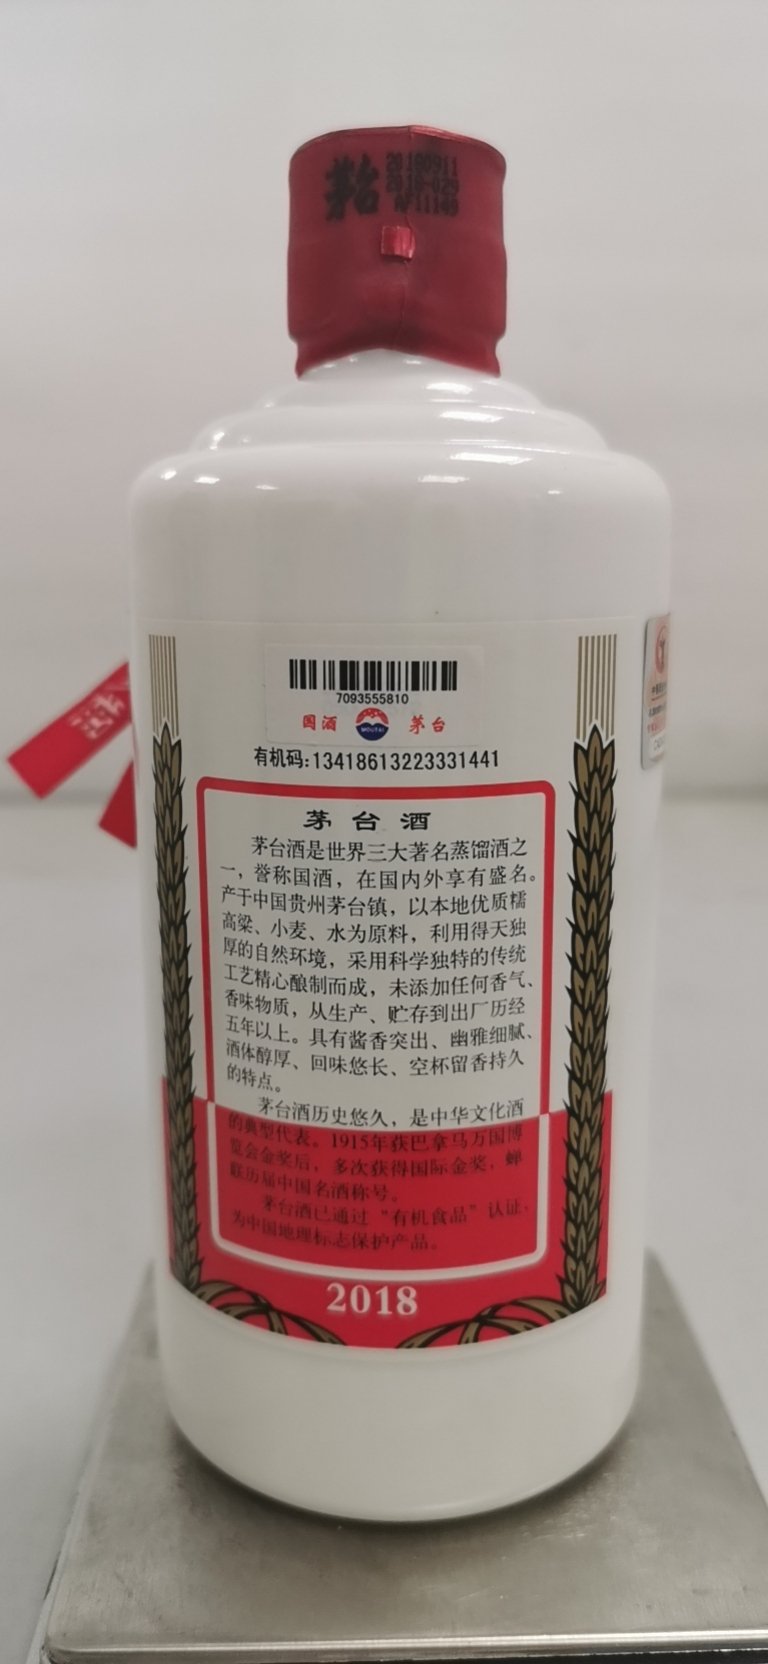 茅台
20180911
2018-029
11149
7093555810
国酒
MOUTAI
茅台
有机码:13418613223331441
茅台酒
茅台酒是世界三大著名蒸馏酒之
一，誉称国酒，在国内外享有盛名。
产于中国贵州茅台镇，以本地优质糯
高粱、小麦、水为原料，利用得天独
厚的自然环境，采用科学独特的传统
工艺精心酿制而成，未添加任何香气、
香味物质，从生产、贮存到出厂历经
五年以上。具有酱香突出、幽雅细腻、
酒体醇厚、回味悠长、空杯留香持久
的特点。
茅台酒历史悠久，是中华文化酒
的典型代表。1915年获巴拿马万国博
览会金奖后，多次获得国际金奖，蝉
联历届中国名酒称号。
茅台酒已通过“有机食品”认证，
为中国地理标志保护产品。
2018